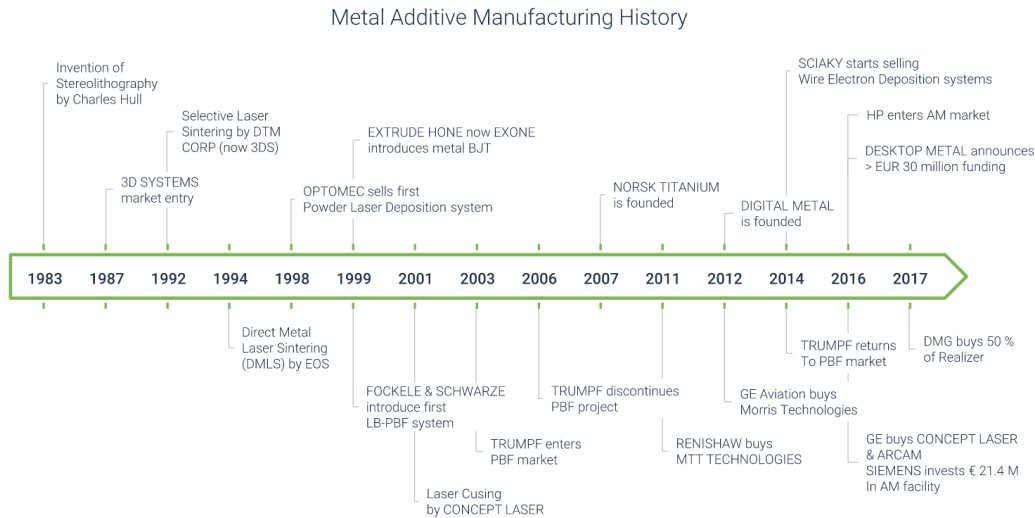 Metal Additive Manufacturing History
Invention of
Stereolithography
by Charles Hull
3D SYSTEMS
market entry
Selective Laser
Sintering by DTM
CORP (now 3DS)
OPTOMEC sells first
Powder Laser Deposition system
EXTRUDE HONE now EXONE
introduces metal BJT
NORSK TITANIUM
is founded
DIGITAL METAL
is founded
SCIAKY starts selling
Wire Electron Deposition systems
HP enters AM market
DESKTOP METAL announces
> EUR 30 million funding
1983 1987 1992 1994 1998 1999 2001 2003 2006 2007 2011 2012 2014 2016 2017
Direct Metal
Laser Sintering
(DMLS) by EOS
FOCKELE & SCHWARZE
introduce first
LB-PBF system
Laser Cusing
by CONCEPT LASER
TRUMPF enters
PBF market
TRUMPF discontinues
PBF project
RENISHAW buys
MTT TECHNOLOGIES
GE Aviation buys
Morris Technologies
TRUMPF returns
To PBF market
GE buys CONCEPT LASER
& ARCAM
SIEMENS invests € 21.4 M
In AM facility
DMG buys 50 %
of Realizer